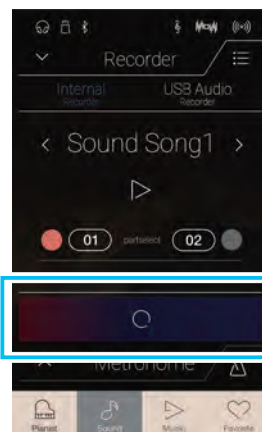 Recorder
Internal USB Audio
Recorder Recorder
Sound Song1
01 partselect 02
Metronome
Pianist Sound Music Favorite